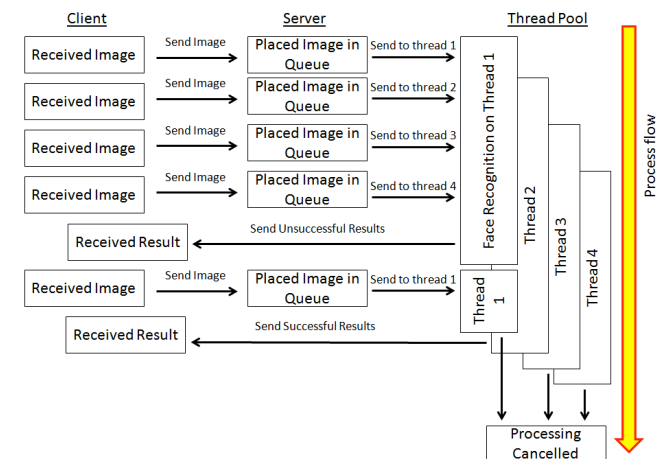 Client
Server
Thread Pool
Received Image
Send Image
Placed Image in
Queue
Send to thread 1
Received Image
Send Image
Placed Image in
Queue
Send to thread 2
Received Image
Send Image
Placed Image in
Queue
Send to thread 3
Received Image
Send Image
Placed Image in
Queue
Send to thread 4
Face Recognition on Thread 1
Thread 2
Thread 3
Thread 4
Process flow
Send Unsuccessful Results
Received Result
Received Image
Send Image
Placed Image in
Queue
Send to thread 1
Thread
1
Send Successful Results
Received Result
Processing
Cancelled